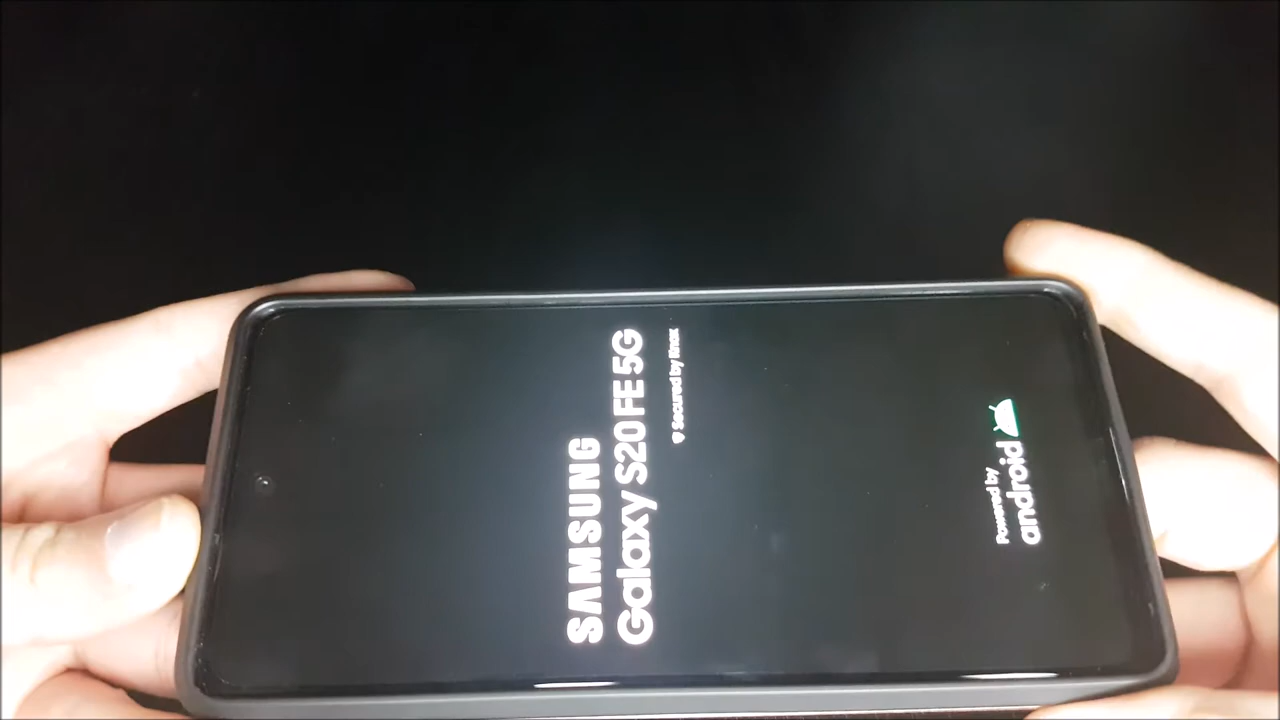 SAMSUNG
Galaxy S20 FE 5G
Secured by Knox
Powered by
android